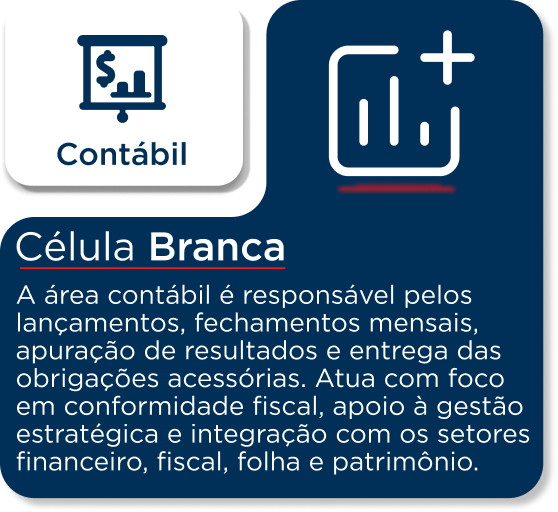 $
Contábil
Célula Branca
A área contábil é responsável pelos
lançamentos, fechamentos mensais,
apuração de resultados e entrega das
obrigações acessórias. Atua com foco
em conformidade fiscal, apoio à gestão
estratégica e integração com os setores
financeiro, fiscal, folha e patrimônio.